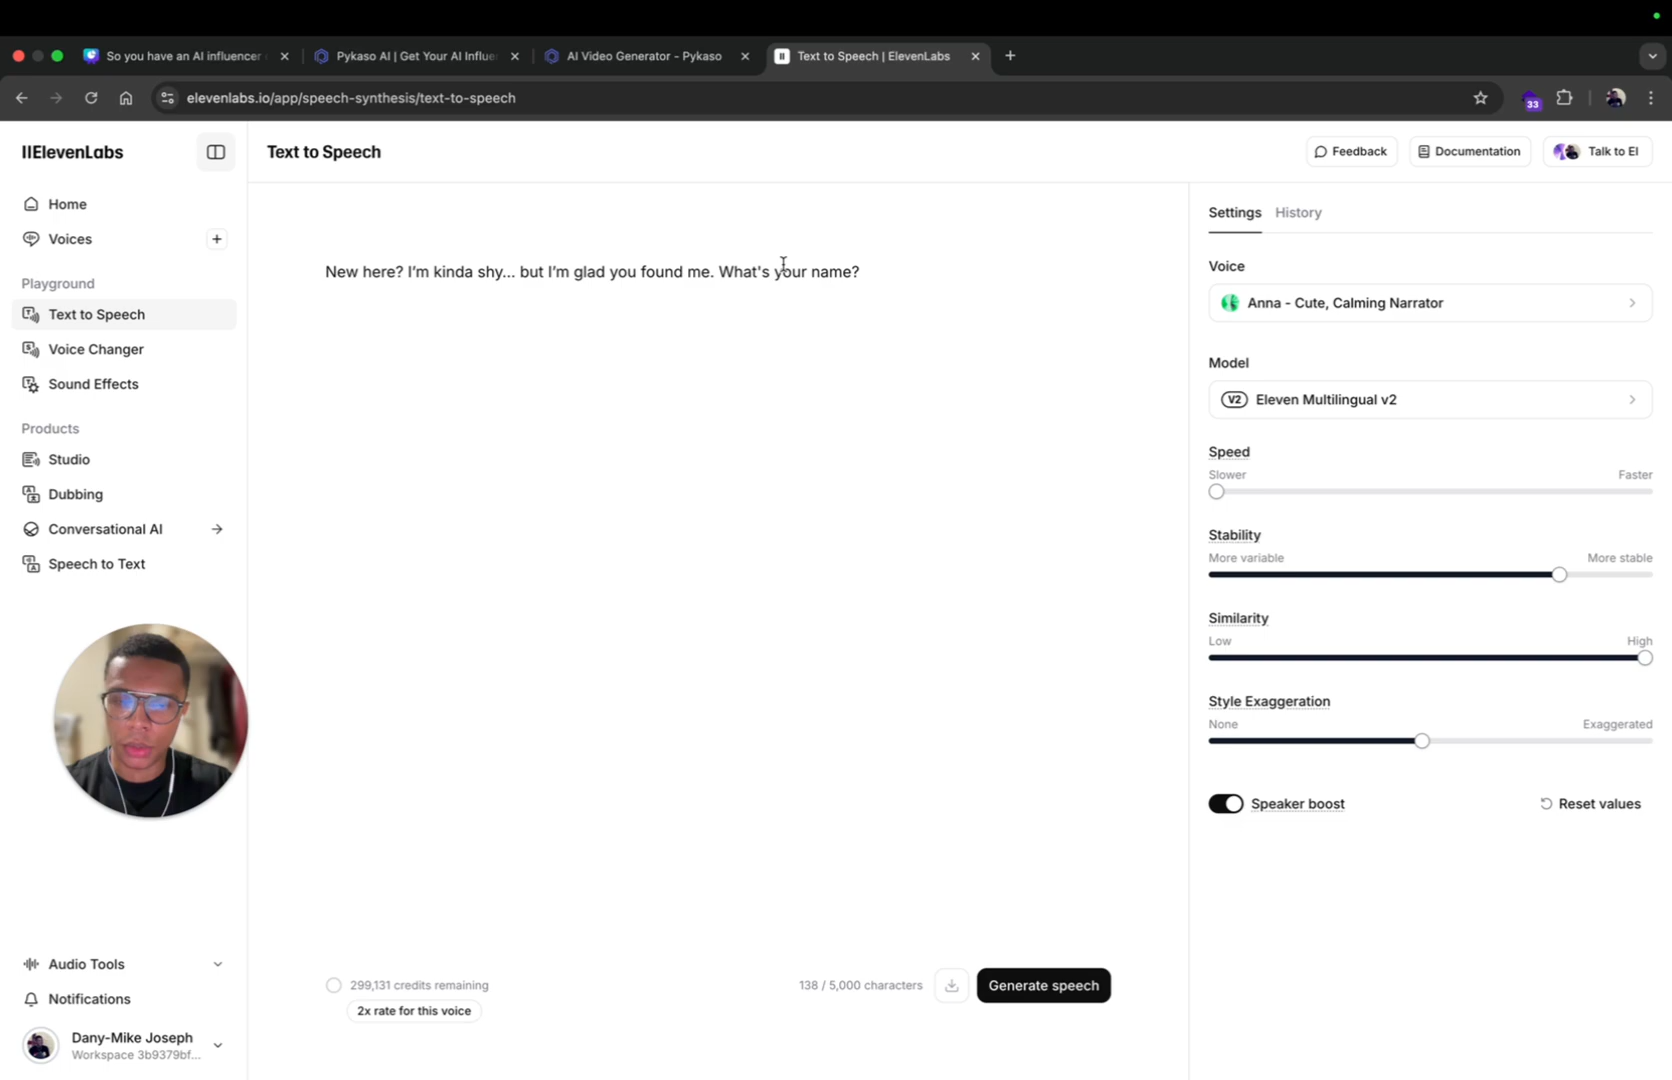 So you have an AI influencer
Pykaso AI | Get Your AI Influe
AI Video Generator - Pykaso
Text to Speech | ElevenLabs
elevenlabs.io/app/speech-synthesis/text-to-speech
33
IIElevenLabs
Text to Speech
Feedback
Documentation
Talk to El
Home
Voices
Playground
Text to Speech
Voice Changer
Sound Effects
Products
Studio
Dubbing
Conversational AI
Speech to Text
Audio Tools
Notifications
Dany-Mike Joseph
Workspace 3b9379bf...
New here? I'm kinda shy... but I'm glad you found me. What's your name?
299,131 credits remaining
2x rate for this voice
138 / 5,000 characters
Generate speech
Settings
History
Voice
Anna - Cute, Calming Narrator
Model
V2 Eleven Multilingual v2
Speed
Slower
Faster
Stability
More variable
More stable
Similarity
Low
High
Style Exaggeration
None
Exaggerated
Speaker boost
Reset values